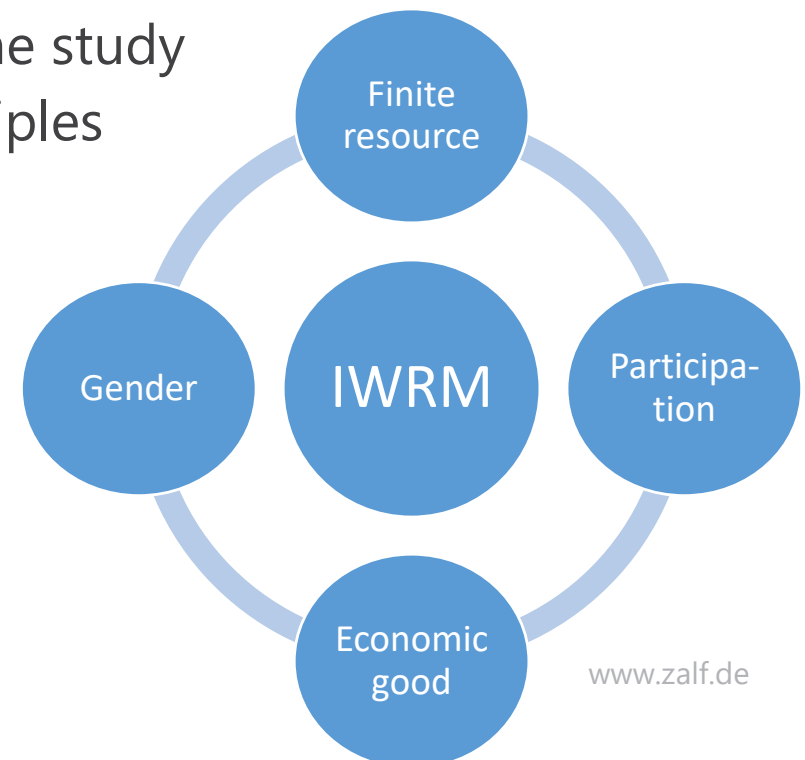 ne study
iples
Finite
resource
Gender
IWRM
Participa-
tion
Economic
good
www.zalf.de